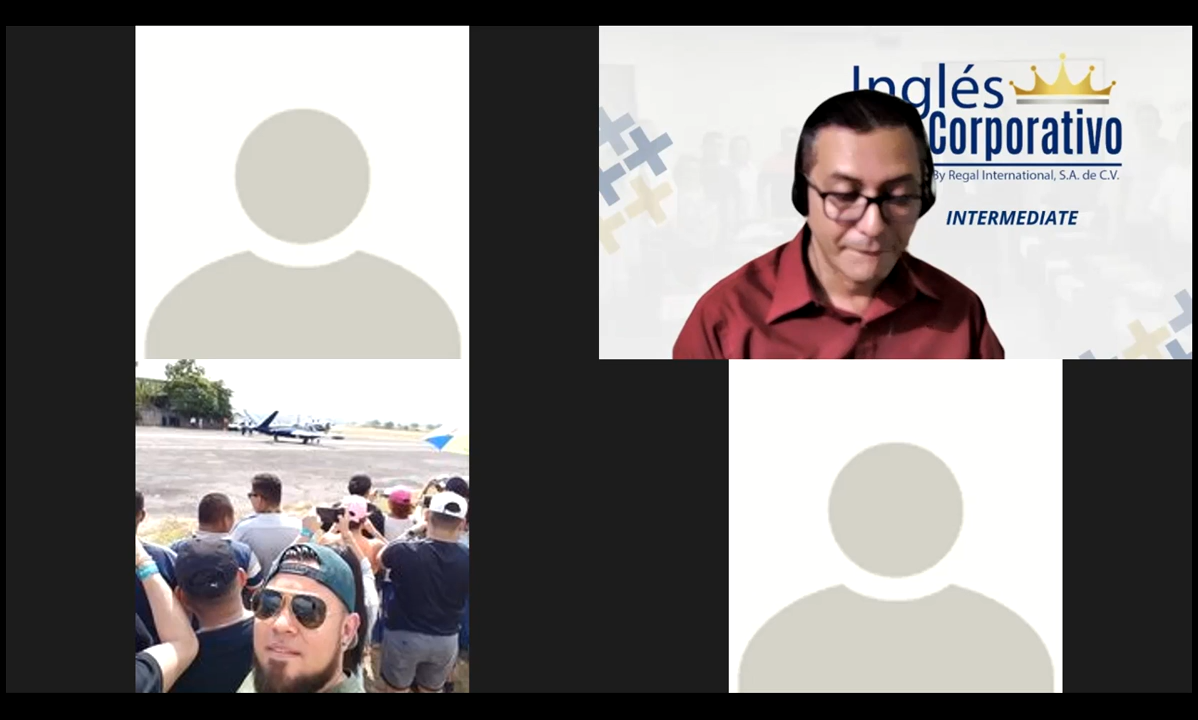 Inglés
Corporativo
By Regal International, S.A. de C.V.
INTERMEDIATE